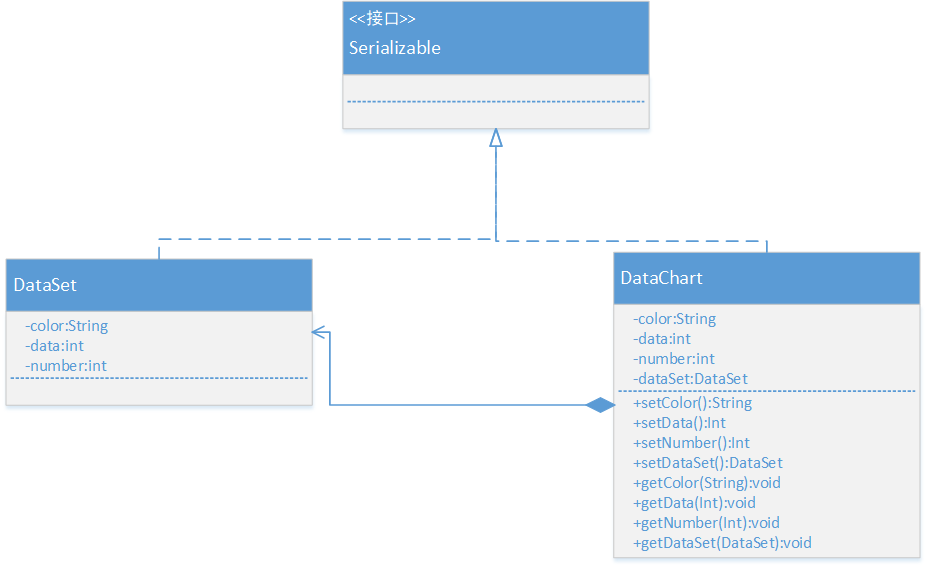 <<接口>>
Serializable
DataSet
-color:String
-data:int
-number:int
DataChart
-color:String
-data:int
-number:int
-dataSet:DataSet
+setColor():String
+setData():Int
+setNumber():Int
+setDataSet():DataSet
+getColor(String):void
+getData(Int):void
+getNumber(Int):void
+getDataSet(DataSet):void